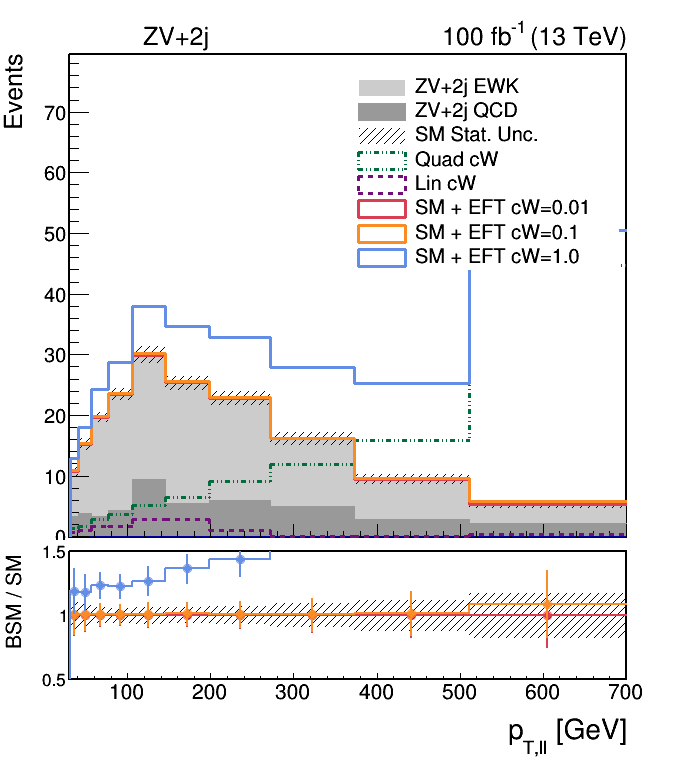 ZV+2j 100 fb-1 (13 TeV)
Events
70
60
50
40
30
20
10
0
ZV+2j EWK
ZV+2j QCD
SM Stat. Unc.
Quad cW
Lin cW
SM + EFT cW=0.01
SM + EFT cW=0.1
SM + EFT cW=1.0
BSM / SM
1.5
1
0.5
100 200 300 400 500 600 700
pT,ll [GeV]